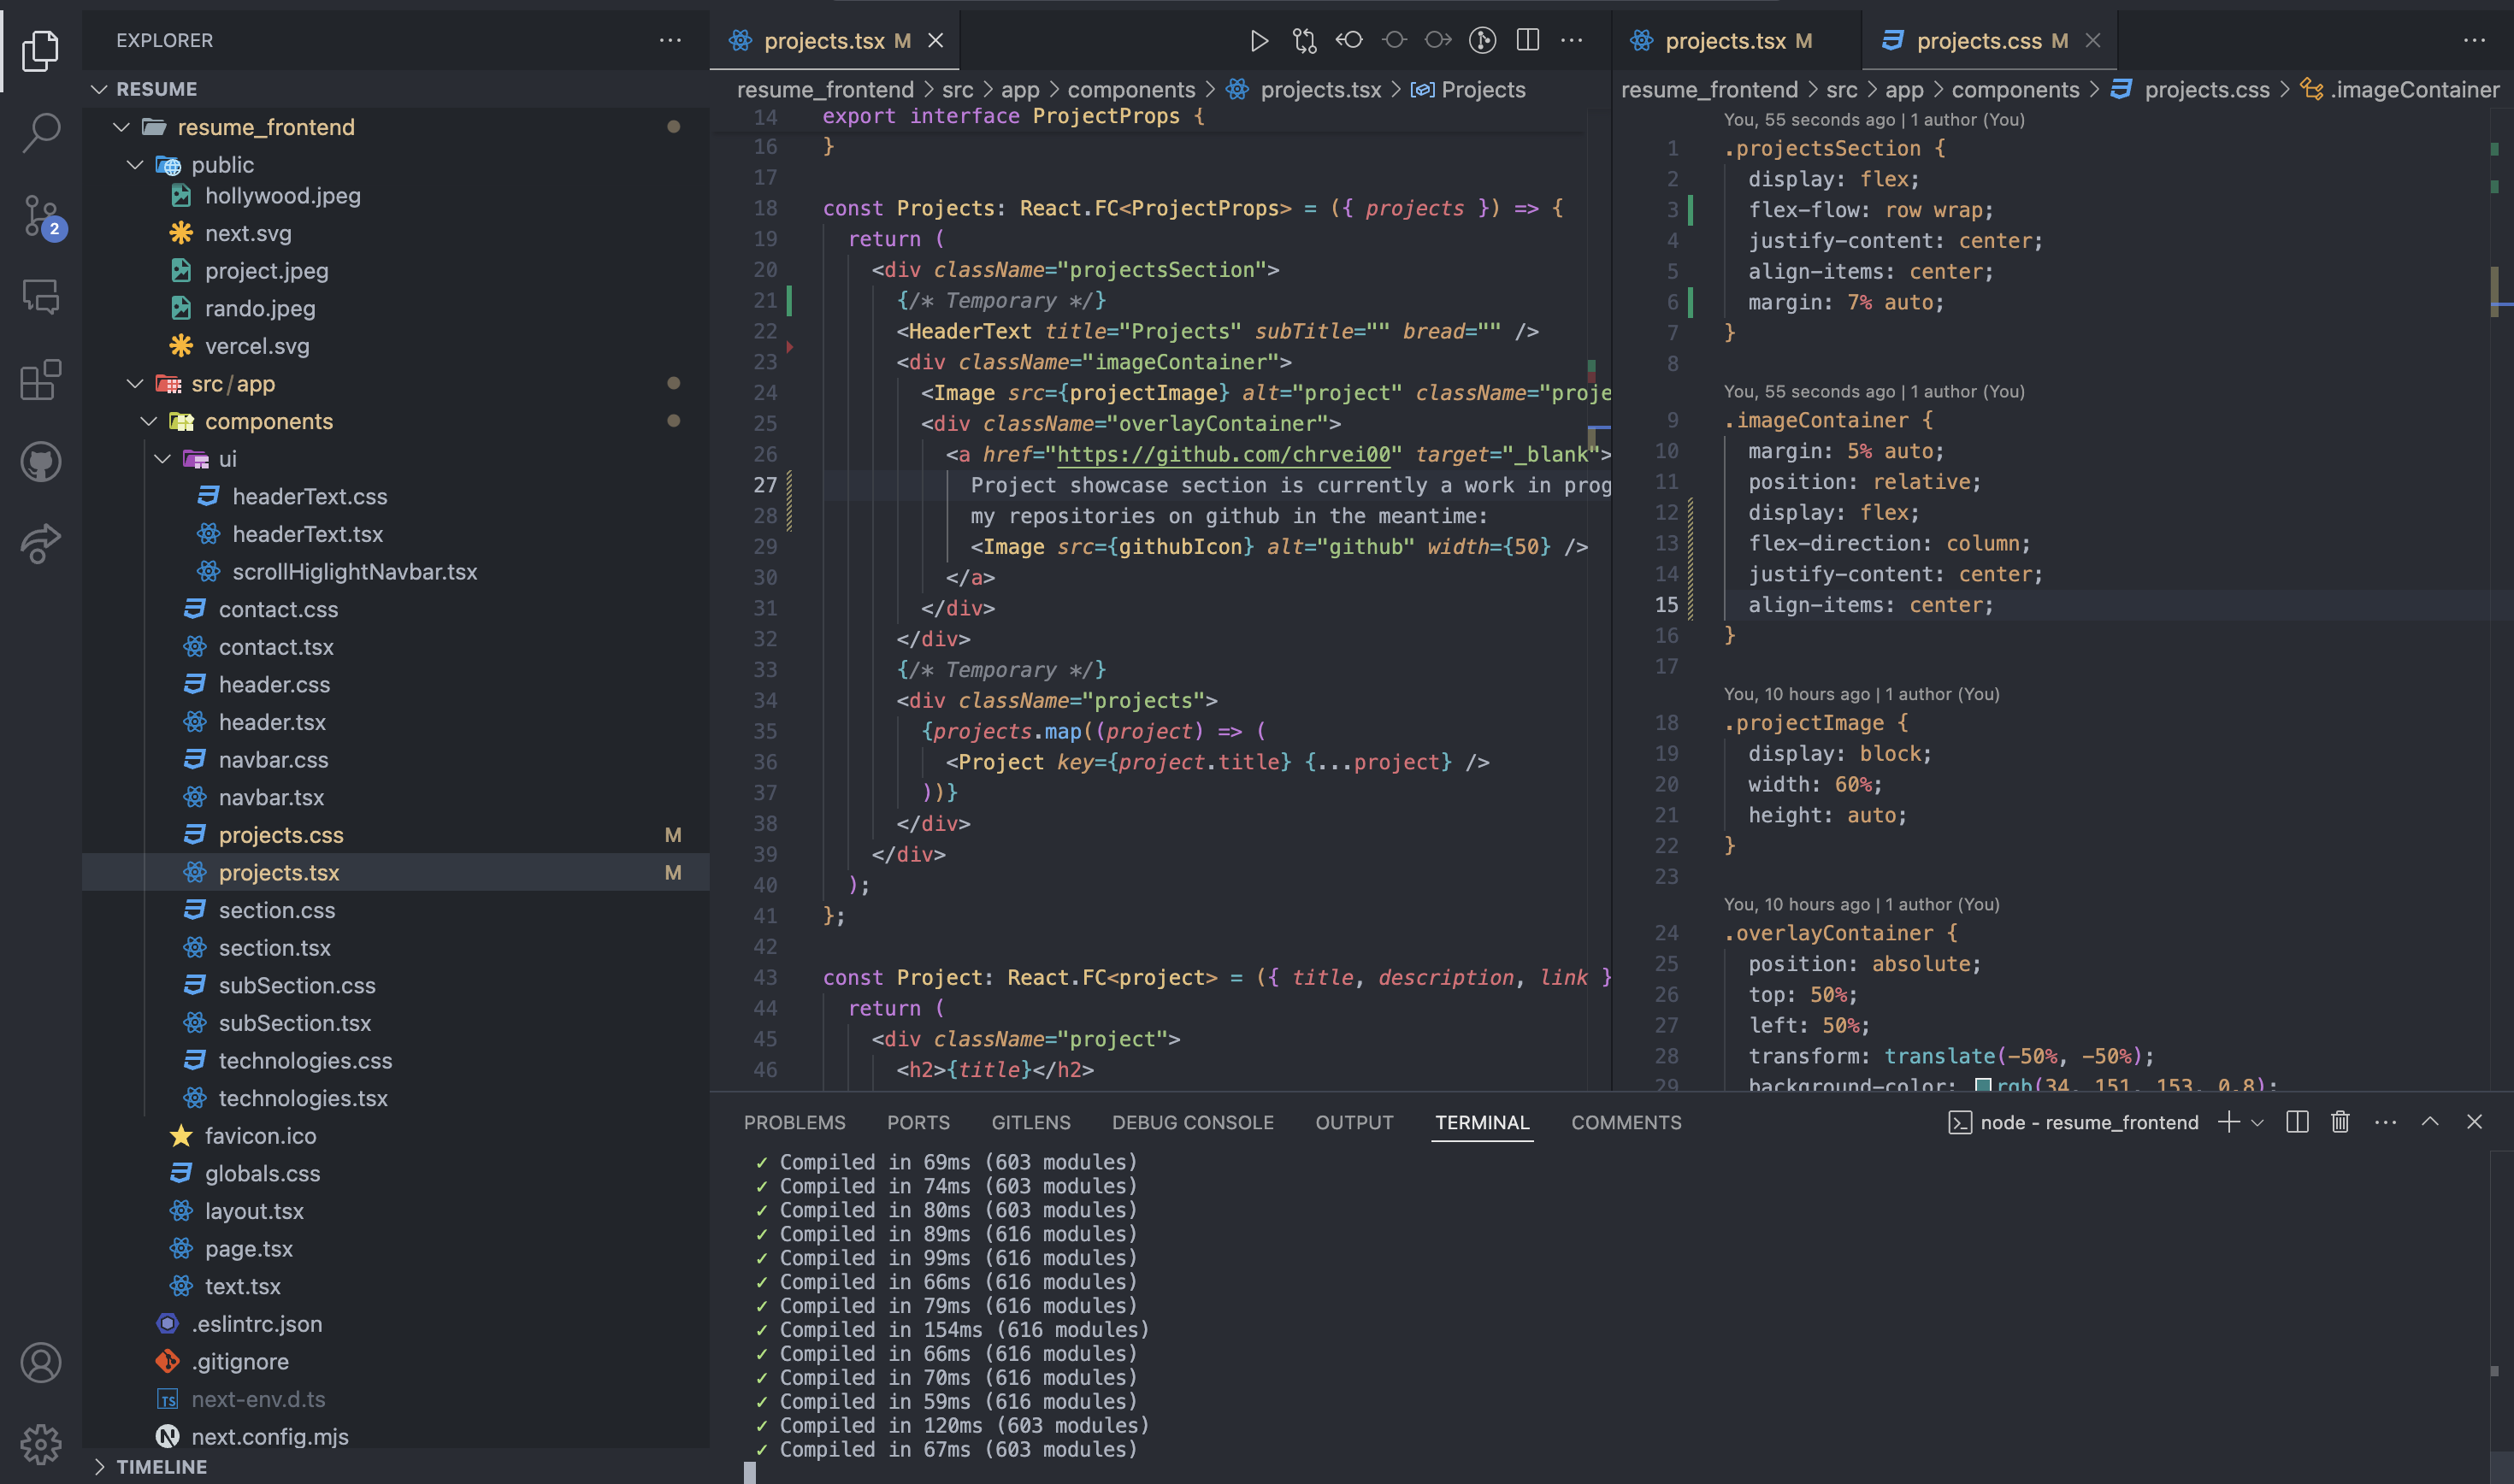 EXPLORER
RESUME
resume_frontend
public
hollywood.jpeg
next.svg
project.jpeg
rando.jpeg
vercel.svg
src/app
components
ui
headerText.css
headerText.tsx
scrollHiglightNavbar.tsx
contact.css
contact.tsx
header.css
header.tsx
navbar.css
navbar.tsx
projects.css M
projects.tsx M
section.css
section.tsx
subSection.css
subSection.tsx
technologies.css
technologies.tsx
favicon.ico
globals.css
layout.tsx
page.tsx
text.tsx
.eslintrc.json
.gitignore
TS next-env.d.ts
N next.config.mjs
TIMELINE
2
projects.tsx M
resume_frontend > src > app > components > projects.tsx > Projects
14 export interface ProjectProps {
16 }
17
18 const Projects: React.FC<ProjectProps> = ({ projects }) => {
19 return (
20 <div className="projectsSection">
21 {/* Temporary */}
22 <HeaderText title="Projects" subTitle="" bread="" />
23 <div className="imageContainer">
24 <Image src={projectImage} alt="project" className="proje
25 <div className="overlayContainer">
26 <a href="https://github.com/chrvei00" target="_blank">
27 Project showcase section is currently a work in prog
28 my repositories on github in the meantime:
29 <Image src={githubIcon} alt="github" width={50} />
30 </a>
31 </div>
32 </div>
33 {/* Temporary */}
34 <div className="projects">
35 {projects.map((project) => (
36 <Project key={project.title} {...project} />
37 ))}
38 </div>
39 </div>
40 );
41 };
42
43 const Project: React.FC<project> = ({ title, description, link }
44 return (
45 <div className="project">
46 <h2>{title}</h2>
projects.tsx M
projects.css M
resume_frontend > src > app > components > projects.css > .imageContainer
You, 55 seconds ago | 1 author (You)
1 .projectsSection {
2 display: flex;
3 flex-flow: row wrap;
4 justify-content: center;
5 align-items: center;
6 margin: 7% auto;
7 }
8
You, 55 seconds ago | 1 author (You)
9 .imageContainer {
10 margin: 5% auto;
11 position: relative;
12 display: flex;
13 flex-direction: column;
14 justify-content: center;
15 align-items: center;
16 }
17
You, 10 hours ago | 1 author (You)
18 .projectImage {
19 display: block;
20 width: 60%;
21 height: auto;
22 }
23
You, 10 hours ago | 1 author (You)
24 .overlayContainer {
25 position: absolute;
26 top: 50%;
27 left: 50%;
28 transform: translate(-50%, -50%);
29 background-color: rgb(34, 151, 153, 0.8);
PROBLEMS PORTS GITLENS DEBUG CONSOLE OUTPUT TERMINAL COMMENTS
node - resume_frontend
✓ Compiled in 69ms (603 modules)
✓ Compiled in 74ms (603 modules)
✓ Compiled in 80ms (603 modules)
✓ Compiled in 89ms (616 modules)
✓ Compiled in 99ms (616 modules)
✓ Compiled in 66ms (616 modules)
✓ Compiled in 79ms (616 modules)
✓ Compiled in 154ms (616 modules)
✓ Compiled in 66ms (616 modules)
✓ Compiled in 70ms (616 modules)
✓ Compiled in 59ms (616 modules)
✓ Compiled in 120ms (603 modules)
✓ Compiled in 67ms (603 modules)